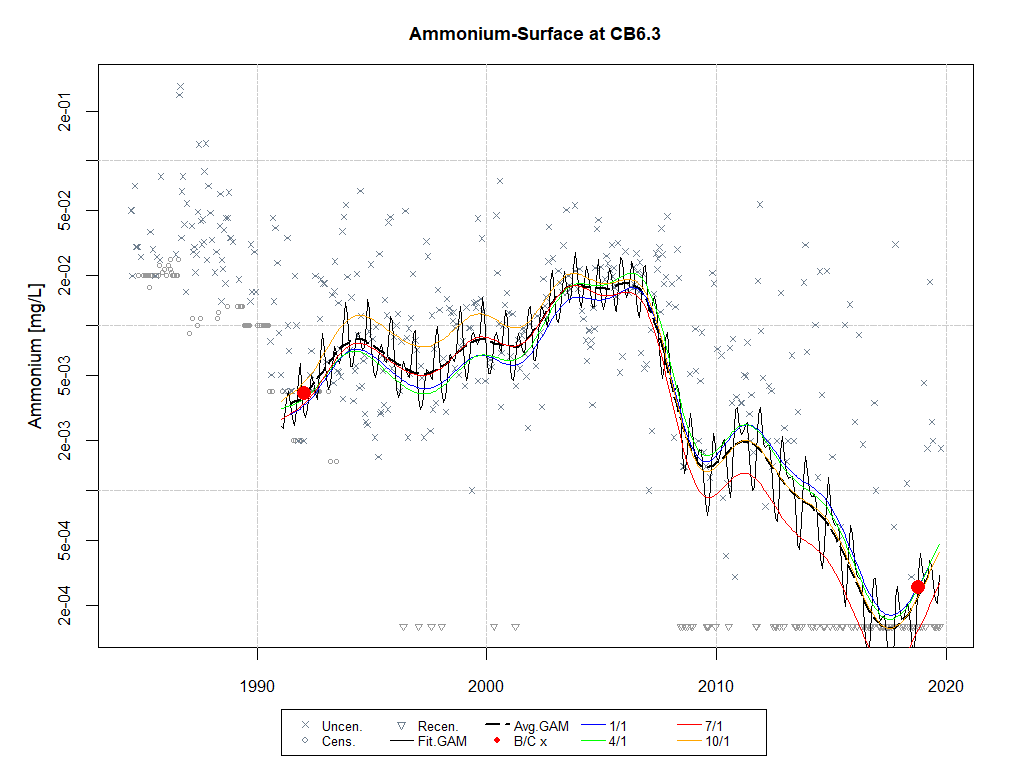 Ammonium-Surface at CB6.3
Ammonium [mg/L]
2e-01
5e-02
2e-02
5e-03
2e-03
5e-04
2e-04
1990 2000 2010 2020
Uncen. Recen. Avg.GAM 1/1 7/1
Cens. Fit.GAM B/C x 4/1 10/1